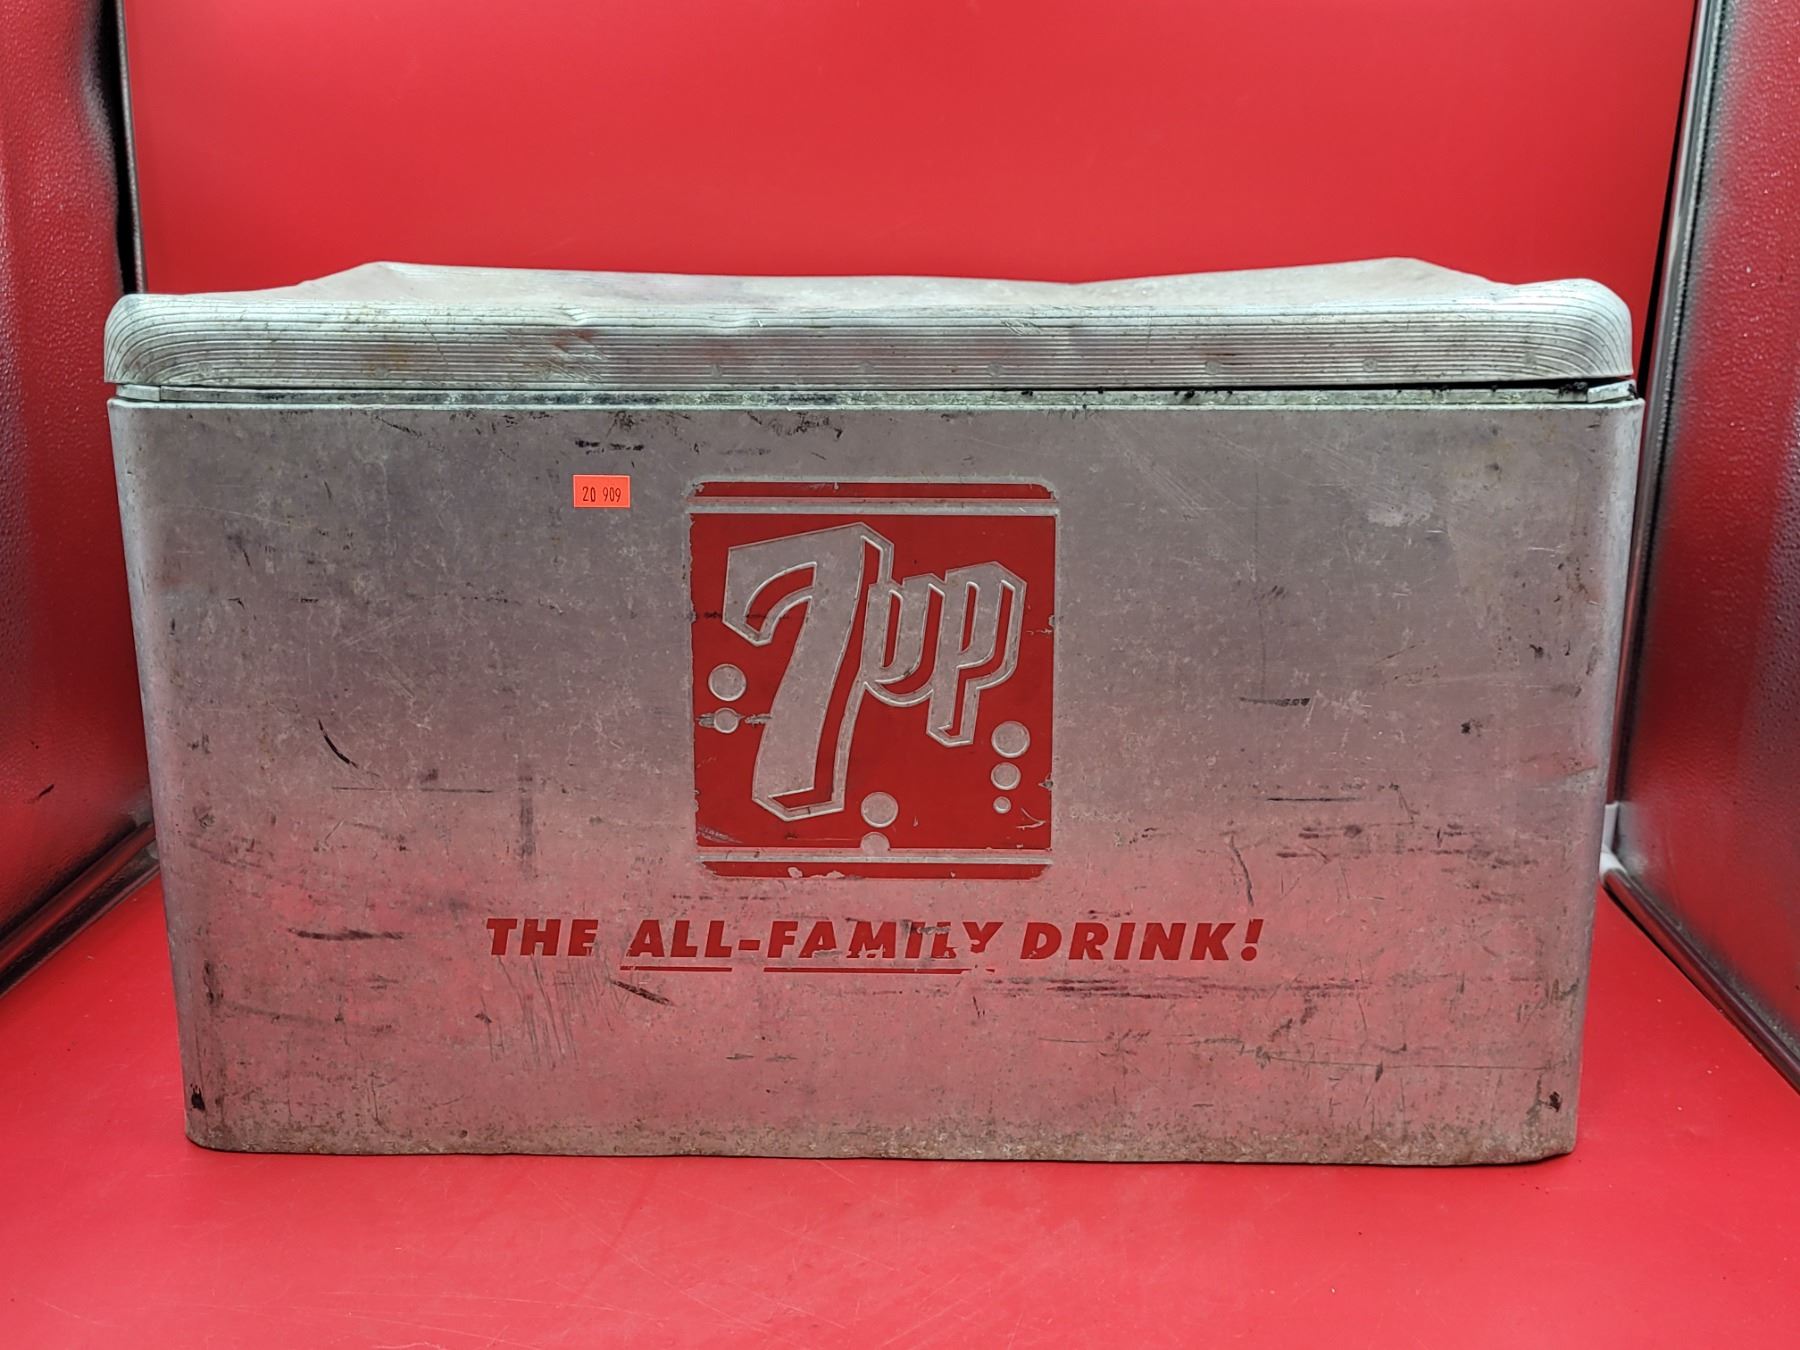 20 909
7up
THE ALL-FAMILY DRINK!